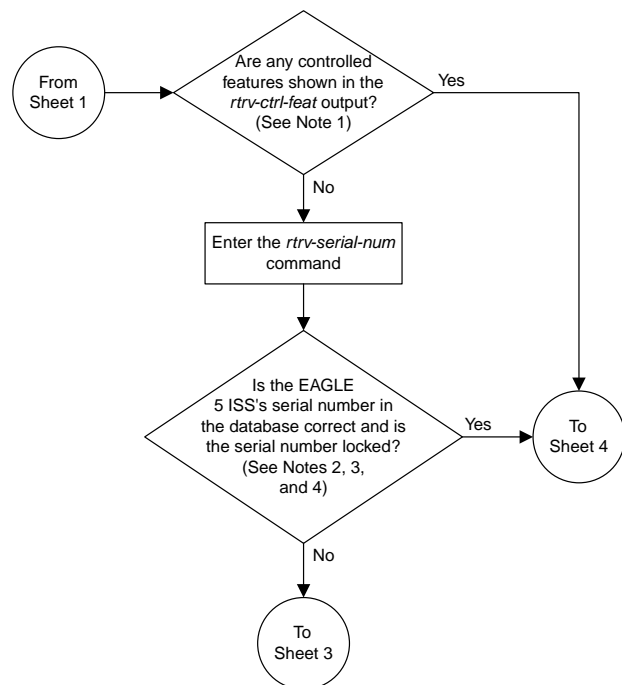 From
Sheet 1
Are any controlled
features shown in the
rtrv-ctrl-feat output?
(See Note 1)
Yes
No
Enter the rtrv-serial-num
command
Is the EAGLE
5 ISS's serial number in
the database correct and is
the serial number locked?
(See Notes 2, 3,
and 4)
Yes
To
Sheet 4
No
To
Sheet 3